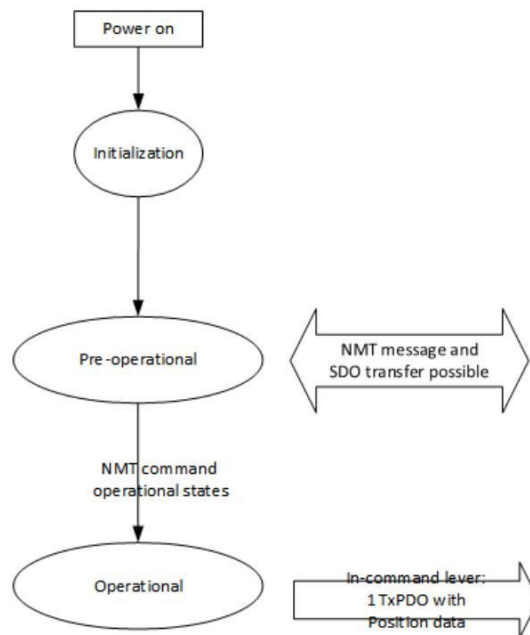 Power on
Initialization
Pre-operational
NMT message and
SDO transfer possible
NMT command
operational states
Operational
In-command lever:
1 TxPDO with
Position data